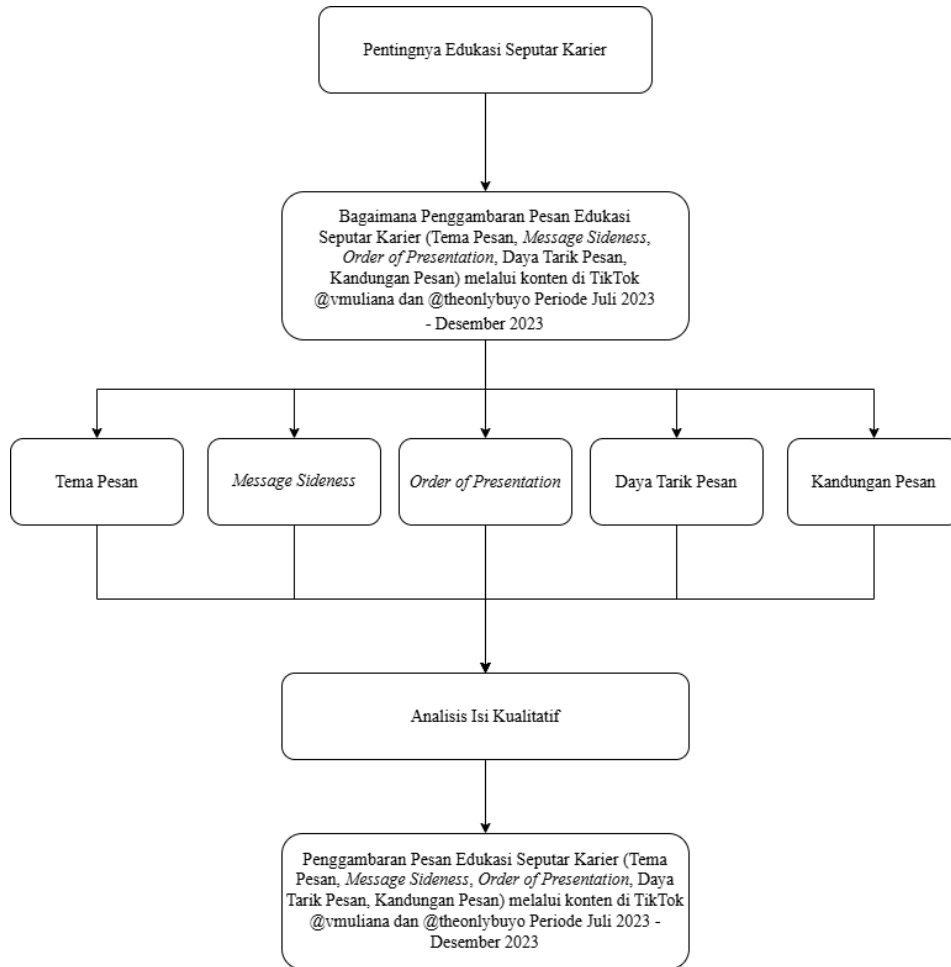 Pentingnya Edukasi Seputar Karier
Bagaimana Penggambaran Pesan Edukasi
Seputar Karier (Tema Pesan, Message Sideness,
Order of Presentation, Daya Tarik Pesan,
Kandungan Pesan) melalui konten di TikTok
@vmuliana dan @theonlybuyo Periode Juli 2023
- Desember 2023
Tema Pesan
Message Sideness
Order of Presentation
Daya Tarik Pesan
Kandungan Pesan
Analisis Isi Kualitatif
Penggambaran Pesan Edukasi Seputar Karier (Tema
Pesan, Message Sideness, Order of Presentation, Daya
Tarik Pesan, Kandungan Pesan) melalui konten di TikTok
@vmuliana dan @theonlybuyo Periode Juli 2023 -
Desember 2023